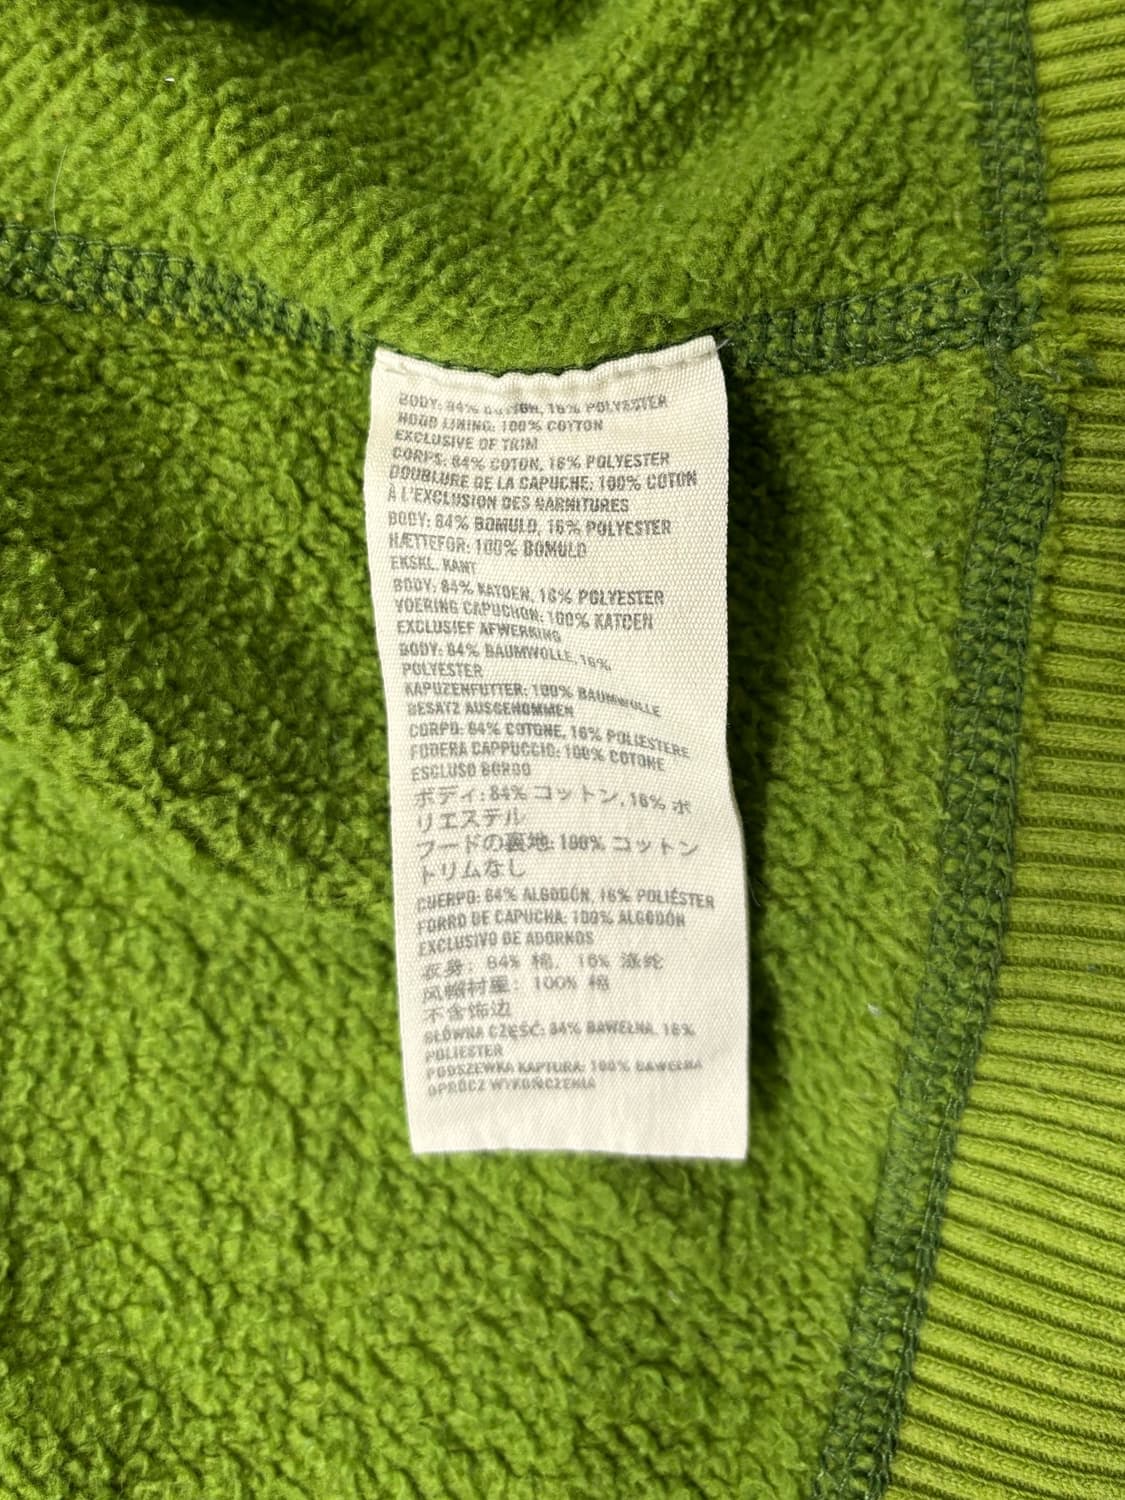 BODY: 84% COTTON, 16% POLYESTER
HOOD LINING: 100% COTTON
EXCLUSIVE OF TRIM
CORPS: 84% COTON, 16% POLYESTER
DOUBLURE DE LA CAPUCHE: 100% COTON
À L'EXCLUSION DES GARNITURES
BODY: 84% BOMULD, 16% POLYESTER
HÆTTEFOR: 100% BOMULD
EKSKL. KANT
BODY: 84% KATOEN, 16% POLYESTER
VOERING CAPUCHON: 100% KATOEN
EXCLUSIEF AFWERKING
BODY: 84% BAUMWOLLE, 16%
POLYESTER
KAPUZENFUTTER: 100% BAUMWOLLE
BESATZ AUSGENOMMEN
CORPO: 84% COTONE, 16% POLIESTERE
FODERA CAPPUCCIO: 100% COTONE
ESCLUSO BORDO
ボディ: 84% コットン, 16% ポ
リエステル
フードの裏地: 100% コットン
トリムなし
CUERPO: 84% ALGODÓN, 16% POLIÉSTER
FORRO DE CAPUCHA: 100% ALGODÓN
EXCLUSIVO DE ADORNOS
衣身: 84% 棉, 16% 涤纶
风帽衬里: 100% 棉
不含饰边
GŁÓWNA CZĘŚĆ: 84% BAWEŁNA, 16%
POLIESTER
PODSZEWKA KAPTURA: 100% BAWEŁNA
OPRÓCZ WYKOŃCZENIA